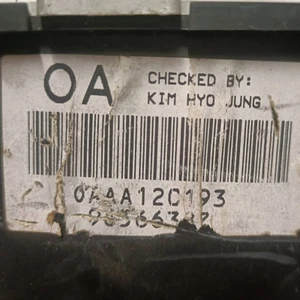 OA
CHECKED BY:
KIM HYO JUNG
0AAA12C193